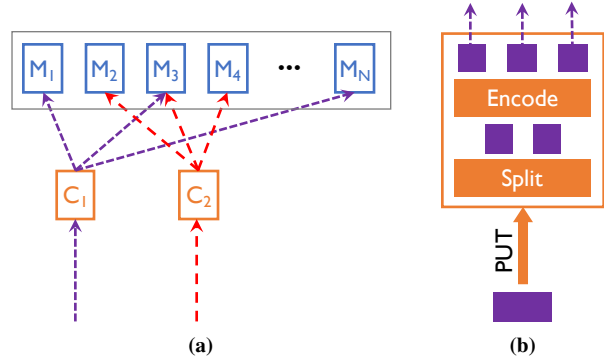 M1 M2 M3 M4 ... MN
C1 C2
(a)
Encode
Split
PUT
(b)